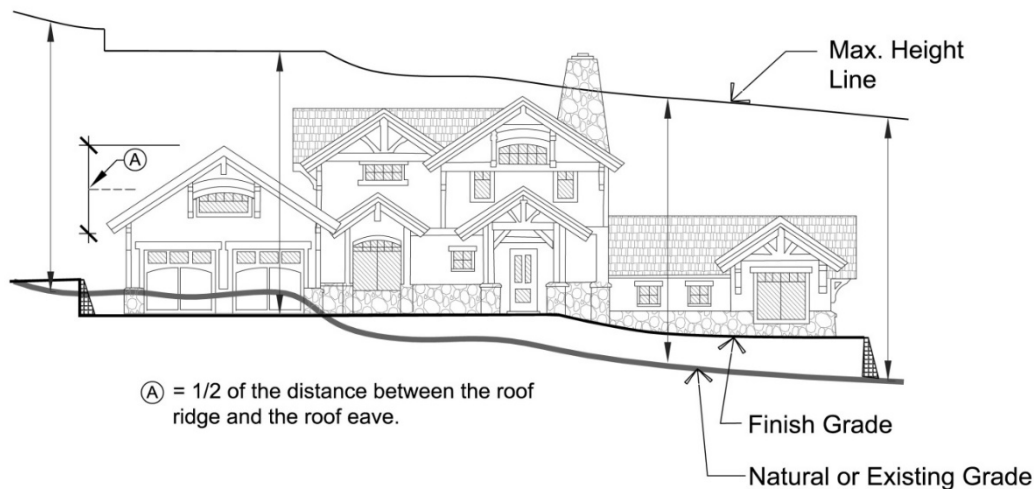 Max. Height
Line
A
A = 1/2 of the distance between the roof
ridge and the roof eave.
Finish Grade
Natural or Existing Grade